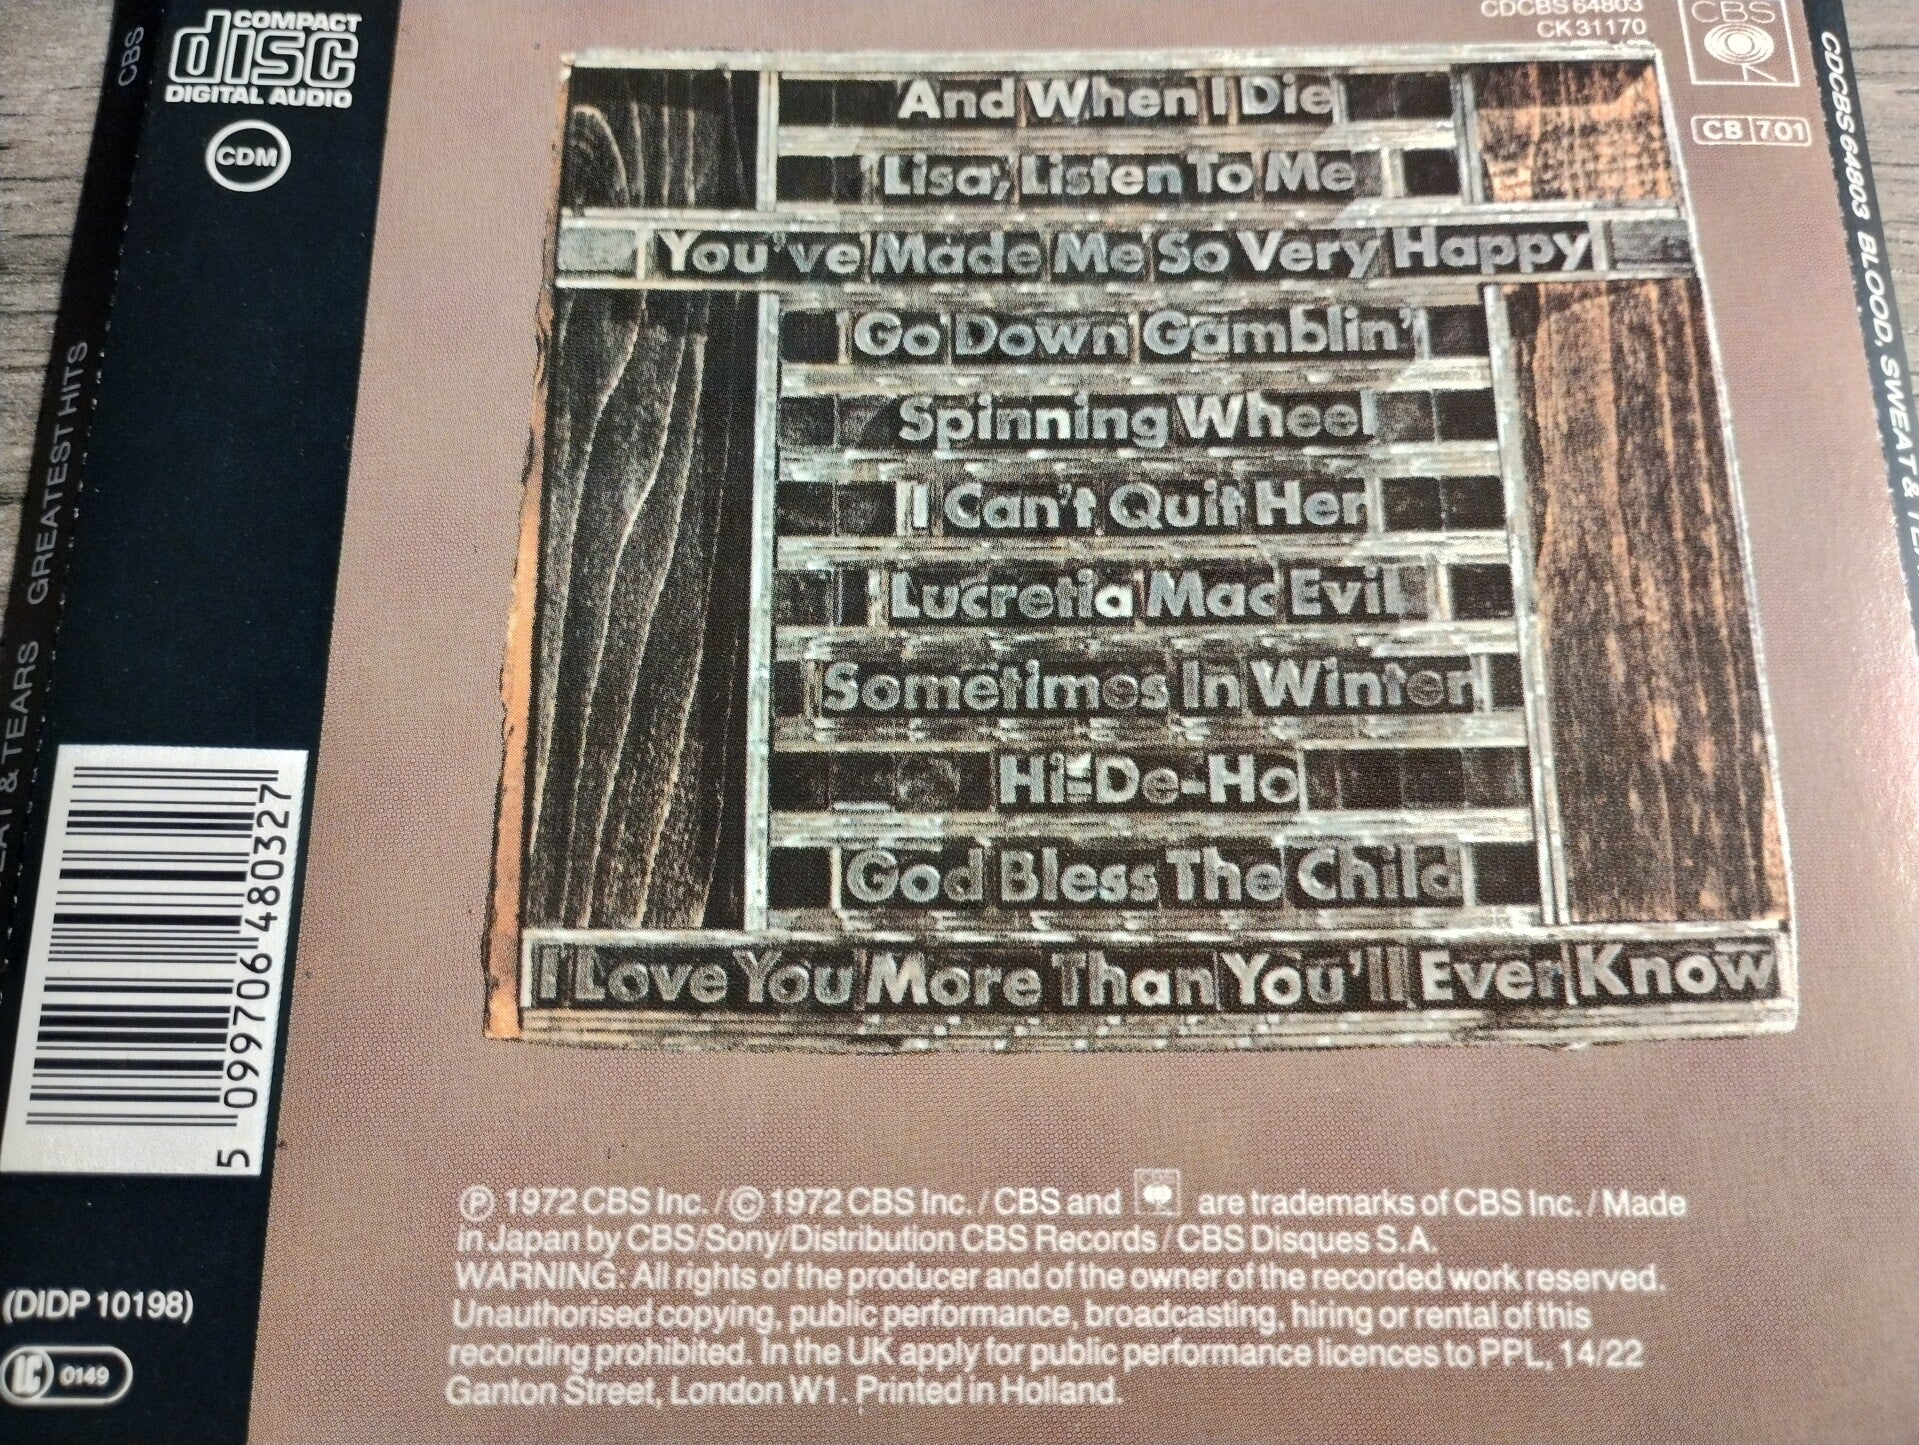 COMPACT
disc
DIGITAL AUDIO
CDM
CBS
GREATEST HITS
& TEARS
5 099706 480327
(DIDP 10198)
LC 0149
CDCBS 64803
CK 31170
CBS
CB 701
And When I Die
Lisa, Listen To Me
You've Made Me So Very Happy
Go Down Gamblin'
Spinning Wheel
I Can't Quit Her
Lucretia Mac Evil
Sometimes In Winter
Hi-De-Ho
God Bless The Child
I Love You More Than You'll Ever Know
℗ 1972 CBS Inc. / © 1972 CBS Inc. / CBS and are trademarks of CBS Inc. / Made
in Japan by CBS/Sony/Distribution CBS Records / CBS Disques S.A.
WARNING: All rights of the producer and of the owner of the recorded work reserved.
Unauthorised copying, public performance, broadcasting, hiring or rental of this
recording prohibited. In the UK apply for public performance licences to PPL, 14/22
Ganton Street, London W1. Printed in Holland.
CDCBS 64803 BLOOD, SWEAT &